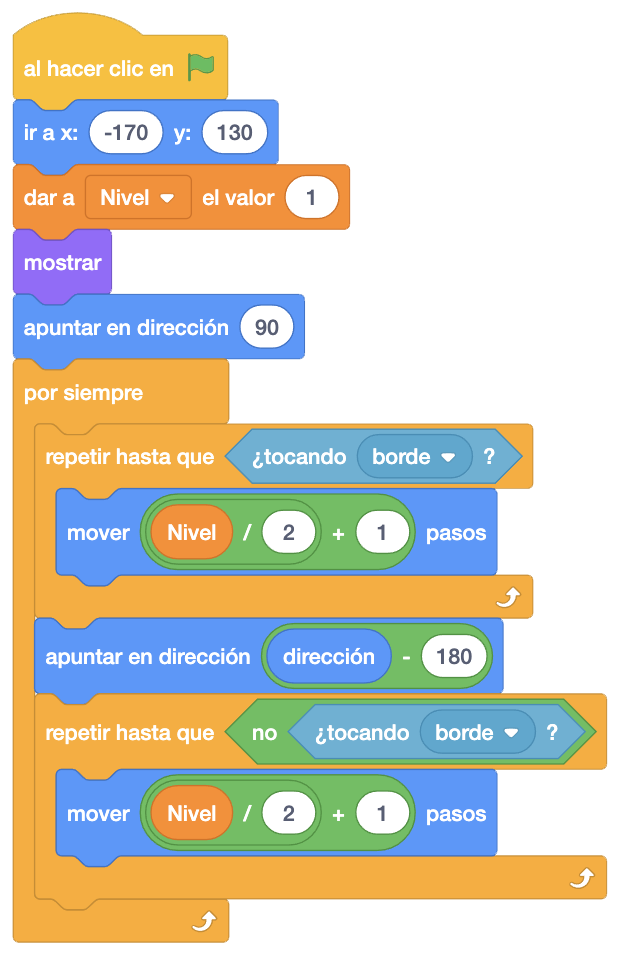 al hacer clic en
ir a x: -170 y: 130
dar a Nivel el valor 1
mostrar
apuntar en dirección 90
por siempre
repetir hasta que ¿tocando borde ?
mover Nivel / 2 + 1 pasos
apuntar en dirección dirección - 180
repetir hasta que no ¿tocando borde ?
mover Nivel / 2 + 1 pasos